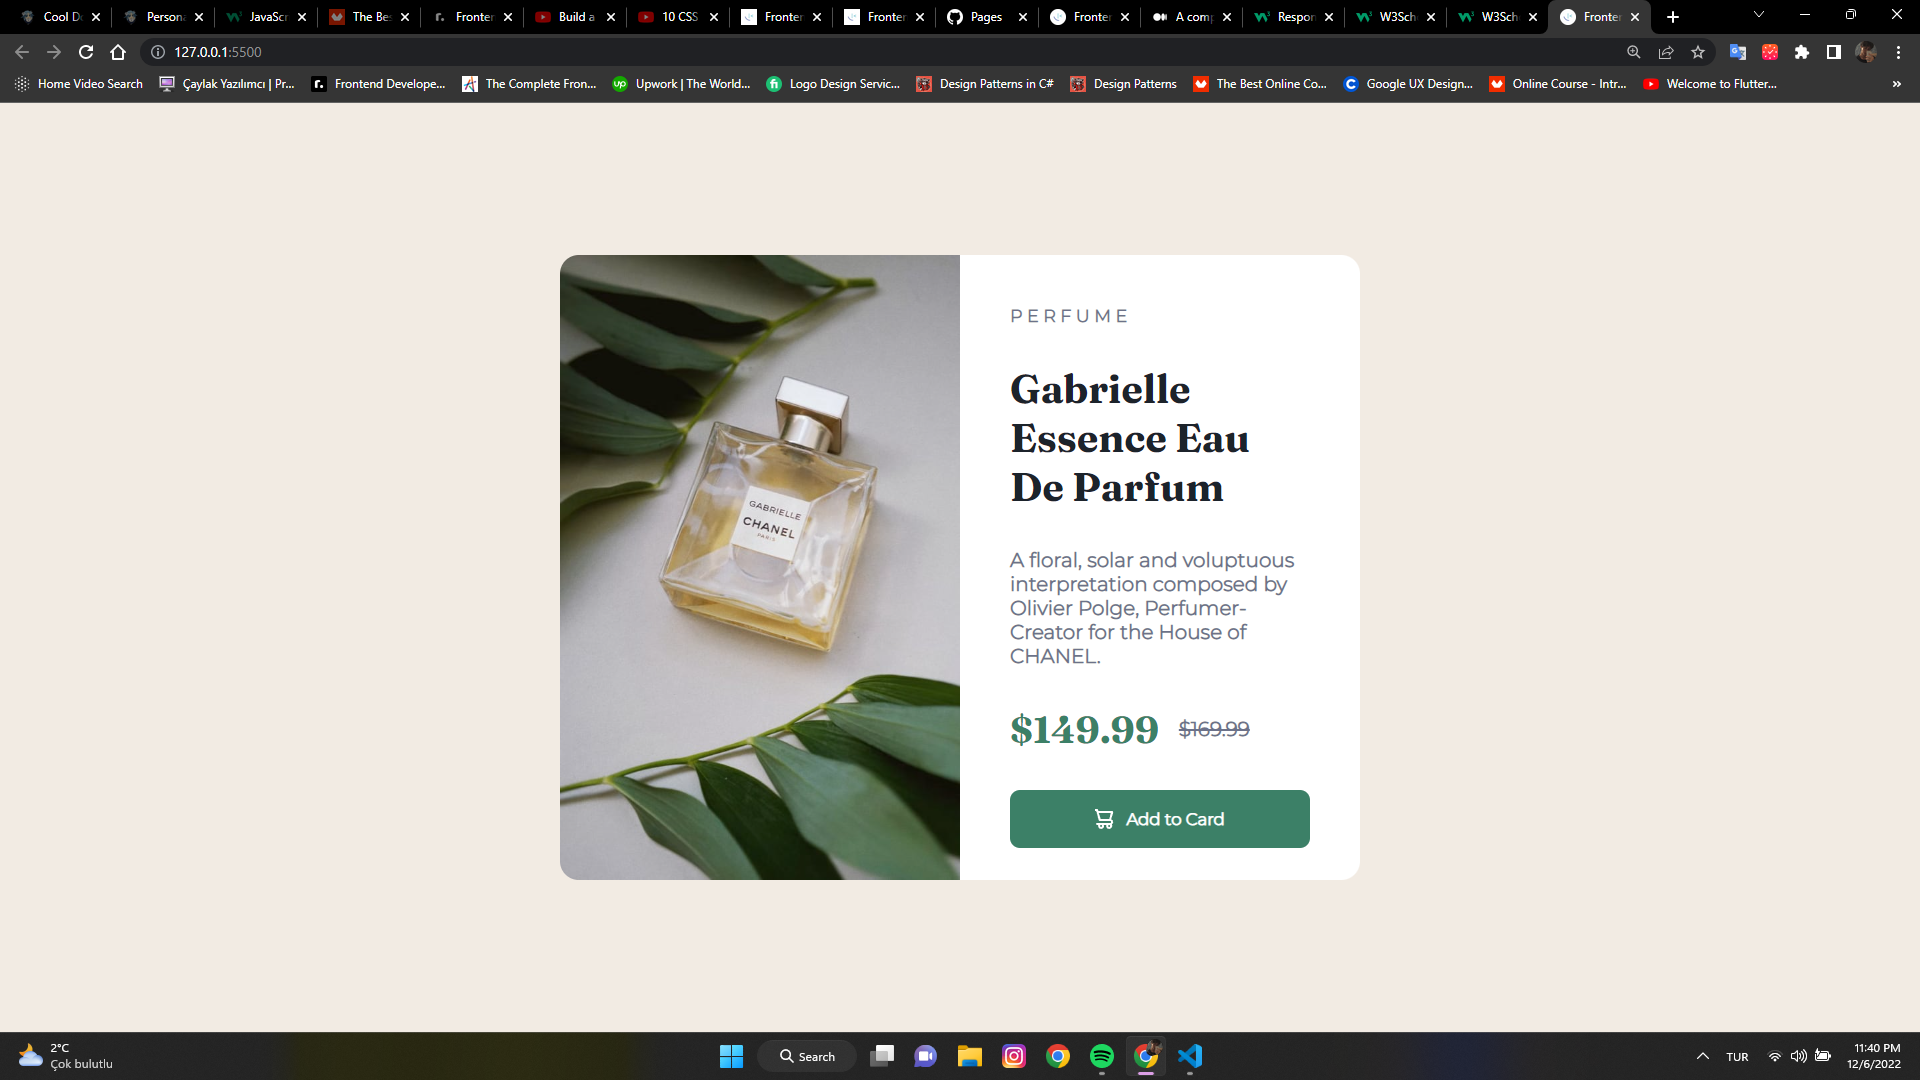 Cool D
Person
JavaScr
The Be
Fronter
Build a
10 CSS
Fronter
Fronter
Pages
Fronter
A comp
Respon
W3Sch
W3Sch
Fronter
127.0.0.1:5500
Home Video Search
Çaylak Yazılımcı | Pr...
Frontend Develope...
The Complete Fron...
Upwork | The World...
Logo Design Servic...
Design Patterns in C#
Design Patterns
The Best Online Co...
Google UX Design...
Online Course - Intr...
Welcome to Flutter...
»
PERFUME
Gabrielle
Essence Eau
De Parfum
A floral, solar and voluptuous
interpretation composed by
Olivier Polge, Perfumer-
Creator for the House of
CHANEL.
$149.99 $169.99
Add to Card
GABRIELLE
CHANEL
PARIS
2°C
Çok bulutlu
Search
TUR
11:40 PM
12/6/2022